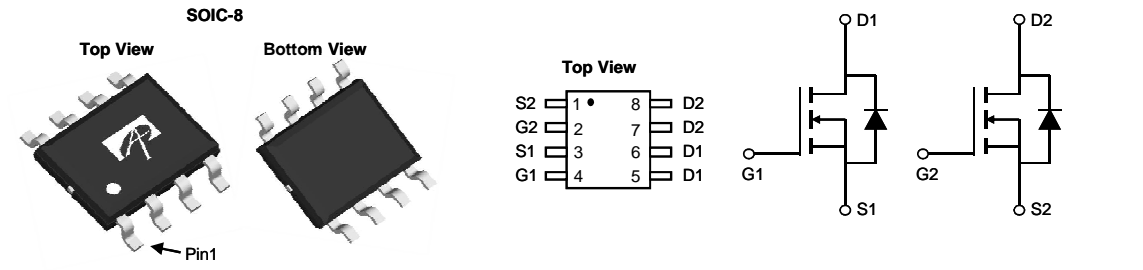 SOIC-8
Top View
Bottom View
Pin1
Top View
S2 1 8 D2
G2 2 7 D2
S1 3 6 D1
G1 4 5 D1
D1
G1
S1
D2
G2
S2